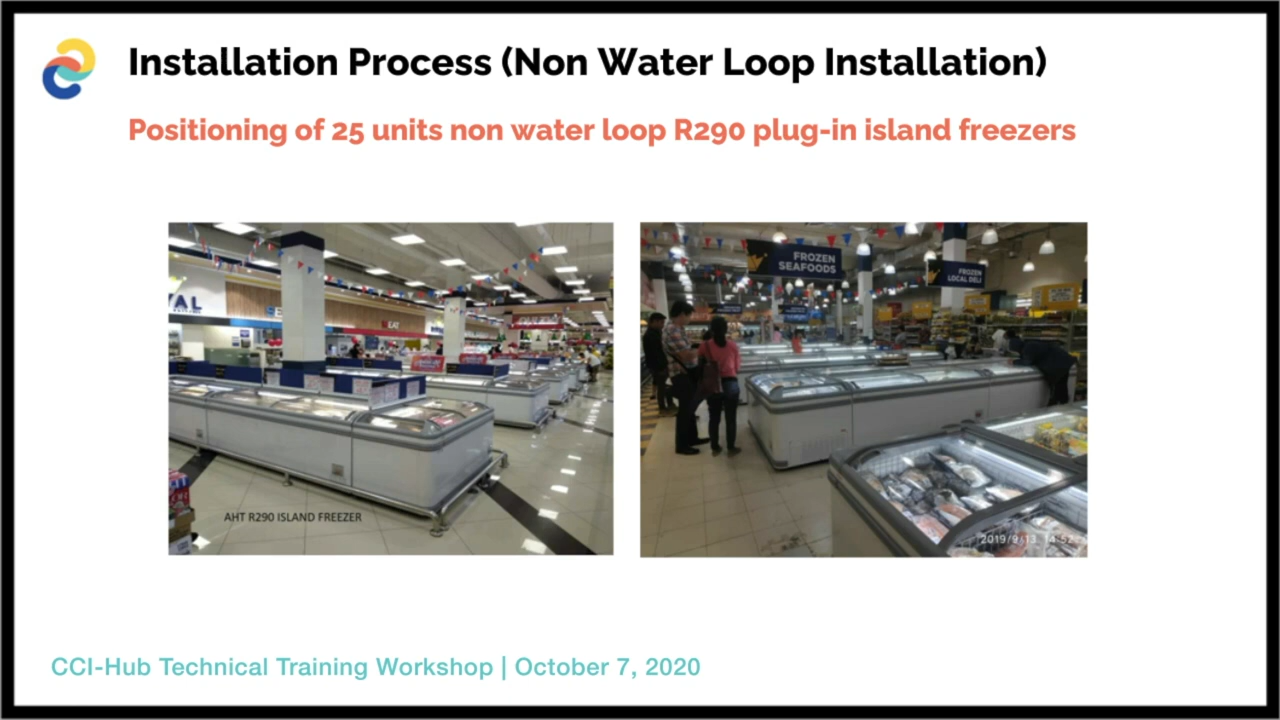 Installation Process (Non Water Loop Installation)
Positioning of 25 units non water loop R290 plug-in island freezers
VAL
EAT
AHT R290 ISLAND FREEZER
FROZEN
SEAFOODS
FROZEN
LOCAL DELI
2019/9/13 14:52
CCI-Hub Technical Training Workshop | October 7, 2020